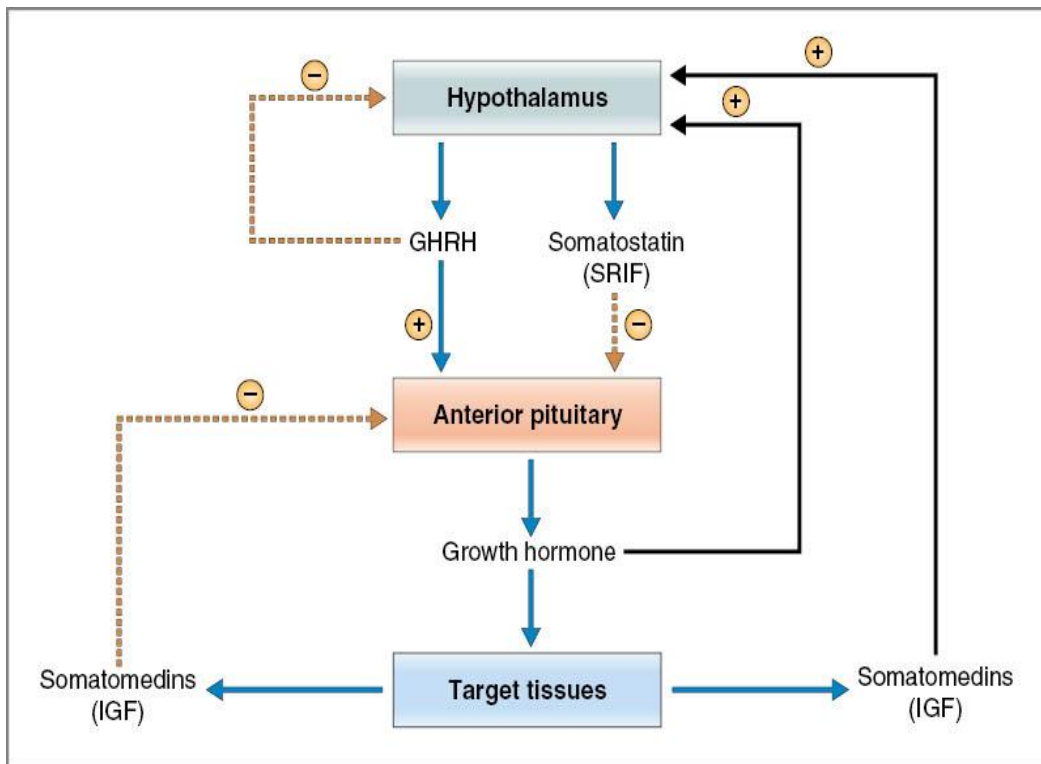 +
−
Hypothalamus
+
GHRH
Somatostatin
(SRIF)
+
−
−
Anterior pituitary
Growth hormone
Somatomedins
(IGF)
Target tissues
Somatomedins
(IGF)